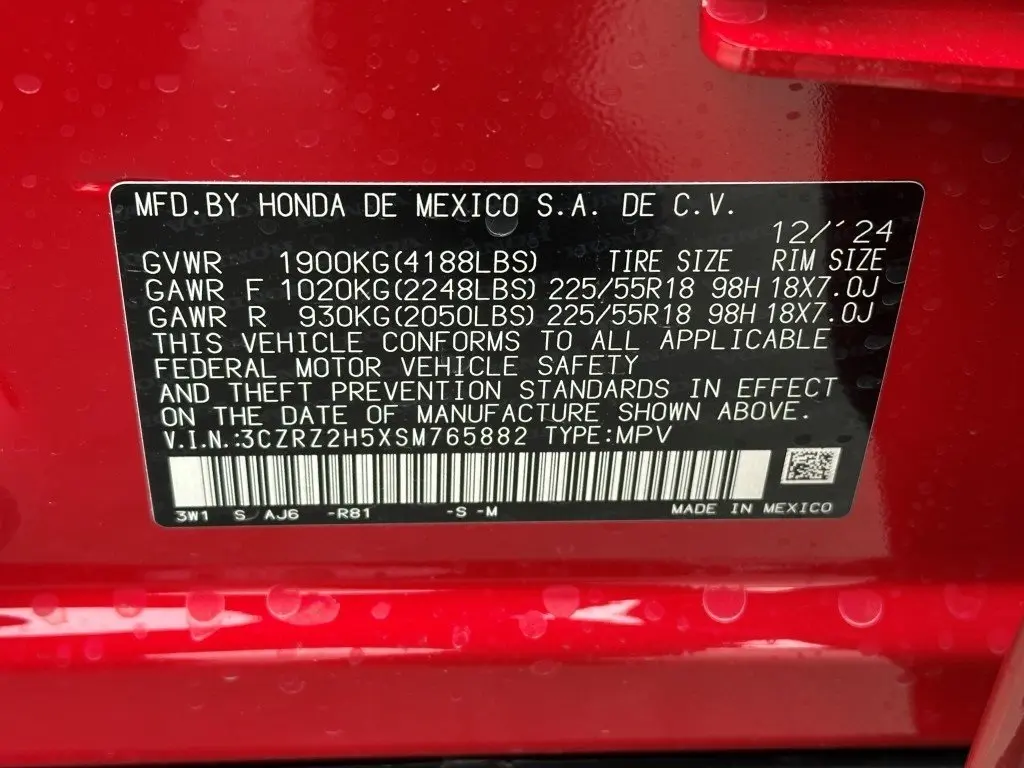 MFD.BY HONDA DE MEXICO S.A. DE C.V.
12/'24
GVWR 1900KG(4188LBS) TIRE SIZE RIM SIZE
GAWR F 1020KG(2248LBS) 225/55R18 98H 18X7.0J
GAWR R 930KG(2050LBS) 225/55R18 98H 18X7.0J
THIS VEHICLE CONFORMS TO ALL APPLICABLE
FEDERAL MOTOR VEHICLE SAFETY
AND THEFT PREVENTION STANDARDS IN EFFECT
ON THE DATE OF MANUFACTURE SHOWN ABOVE.
V.I.N.:3CZRZ2H5XSM765882 TYPE:MPV
3W1 S AJ6 -R81 -S -M MADE IN MEXICO